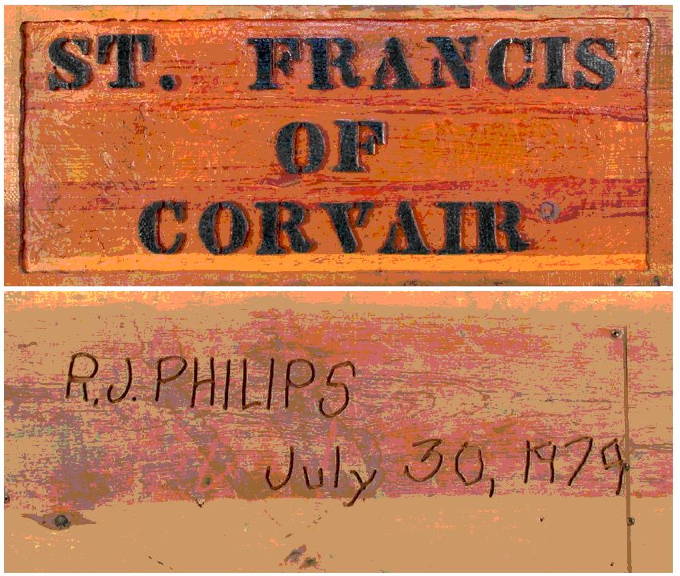 ST. FRANCIS
OF
CORVAIR
R.J. PHILIPS
July 30, 1979